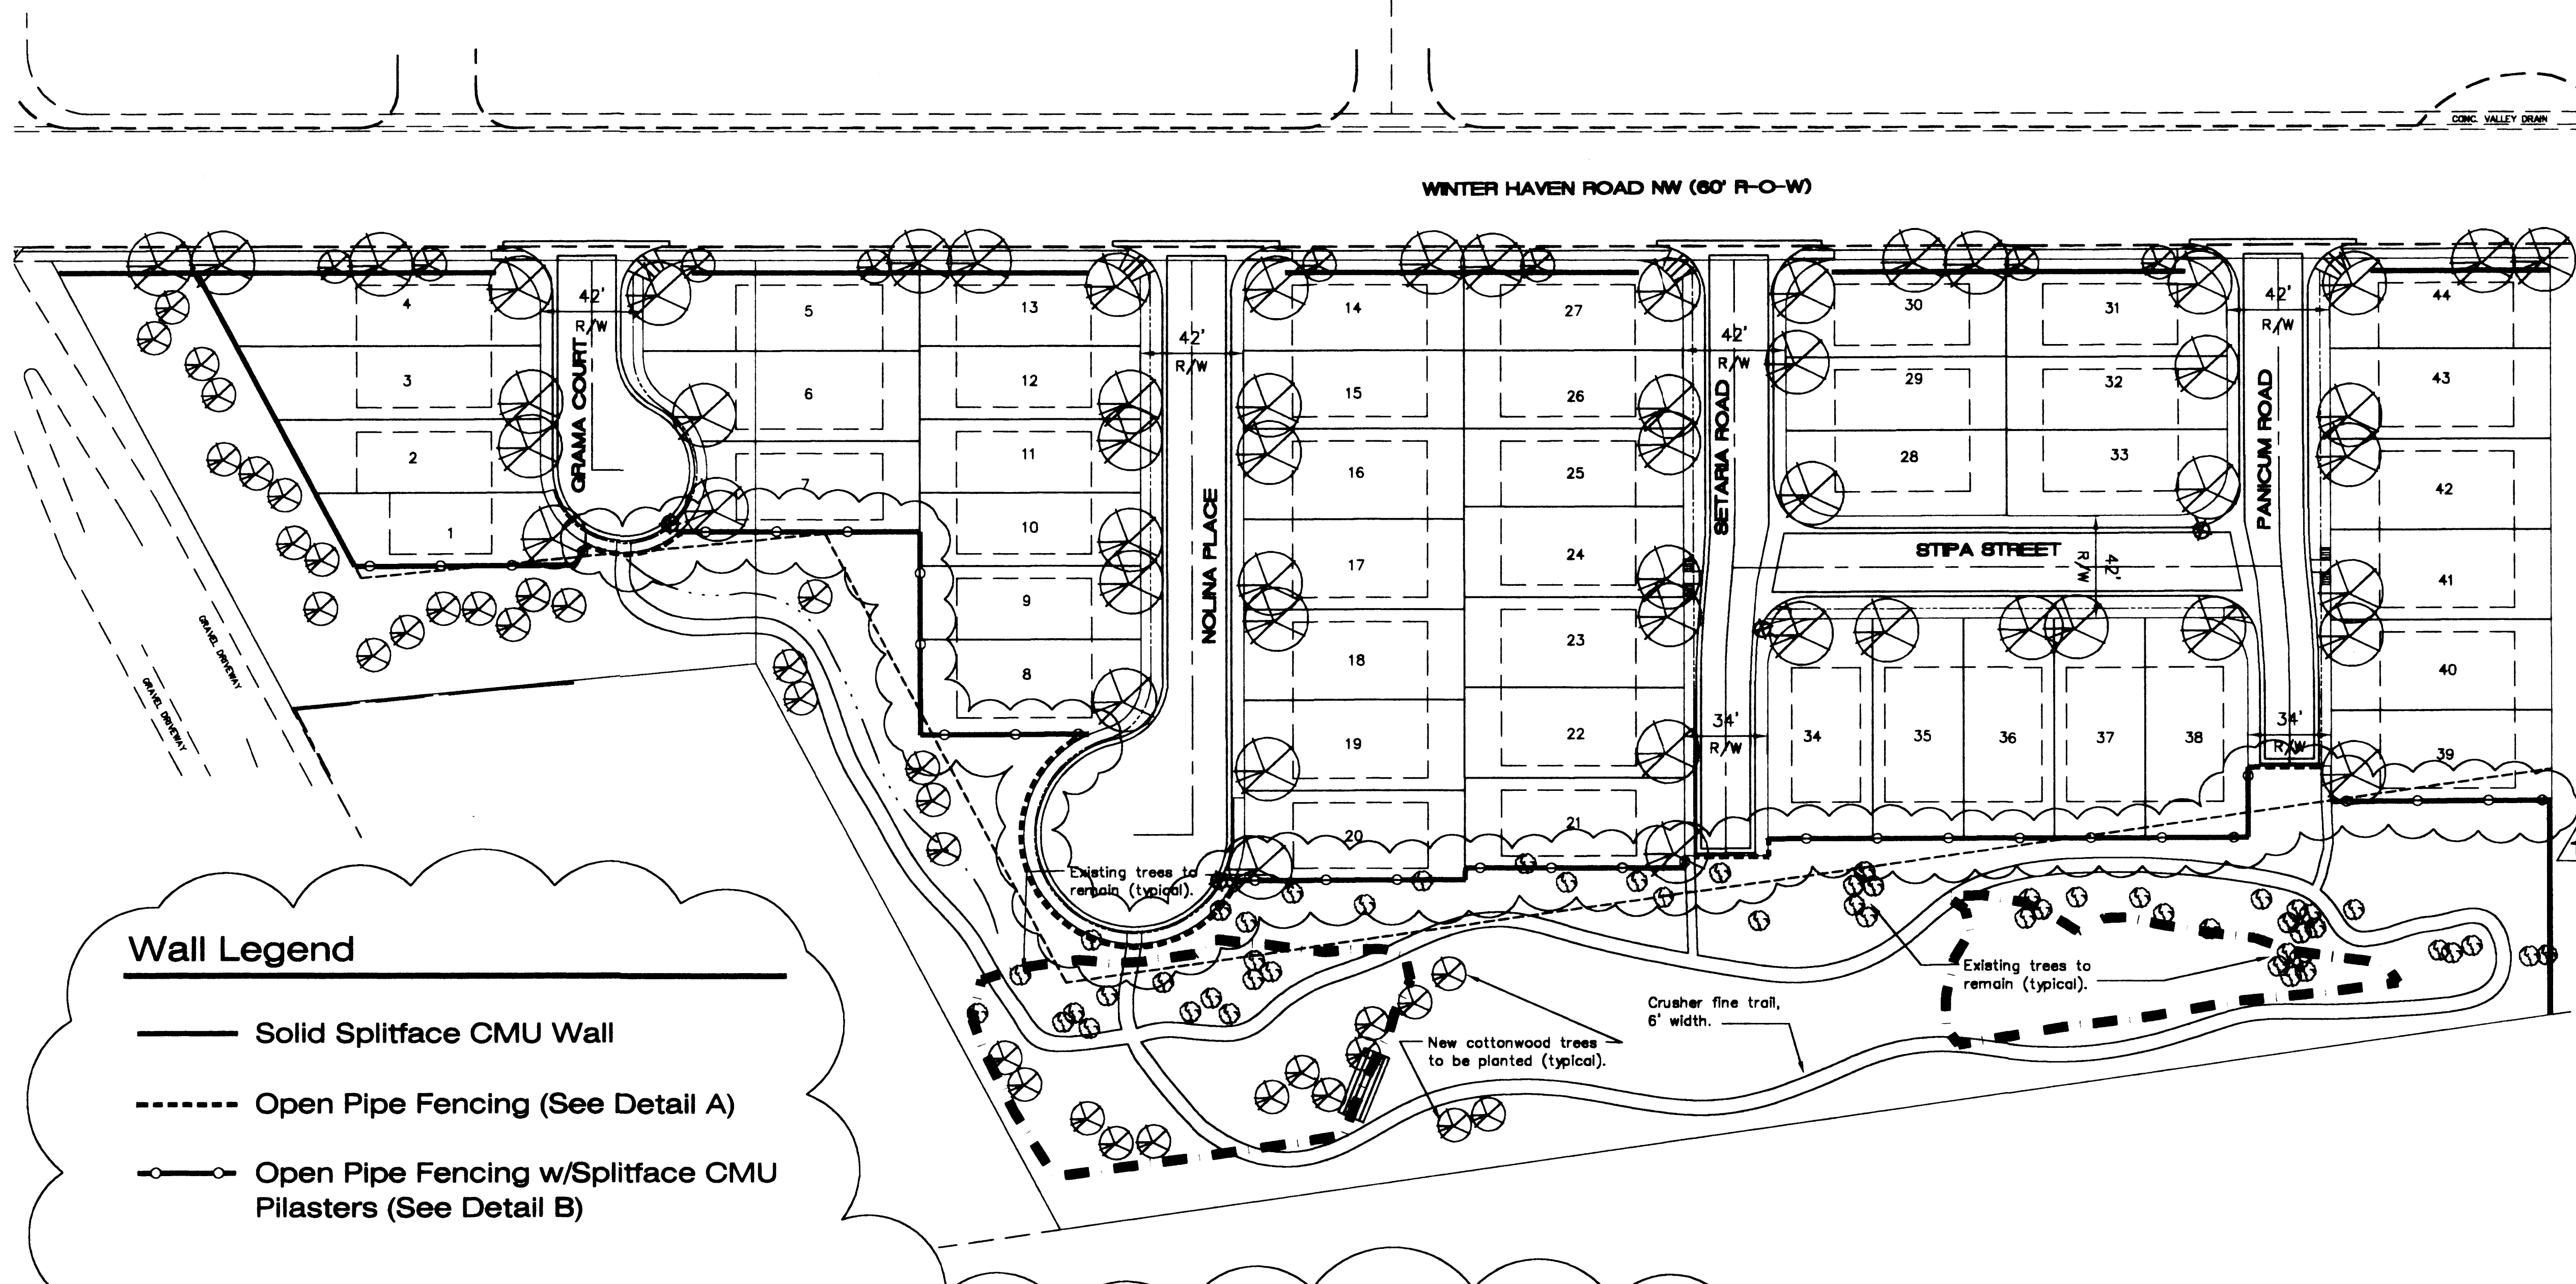 CONC. VALLEY DRAIN
WINTER HAVEN ROAD NW (60' R-O-W)
4
3
2
1
42'
R/W
GRAMA COURT
5
6
7
13
12
11
10
9
8
42'
R/W
NOLINA PLACE
14
15
16
17
18
19
20
27
26
25
24
23
22
21
42'
R/W
SETARIA ROAD
34'
R/W
30
31
29
32
28
33
STIPA STREET
42'
R/W
34
35
36
37
38
42'
R/W
PANICUM ROAD
34'
R/W
44
43
42
41
40
39
GRAVEL DRIVEWAY
GRAVEL DRIVEWAY
Existing trees to
remain (typical).
Existing trees to
remain (typical).
Crusher fine trail,
6' width.
New cottonwood trees
to be planted (typical).
Wall Legend
Solid Splitface CMU Wall
Open Pipe Fencing (See Detail A)
Open Pipe Fencing w/Splitface CMU
Pilasters (See Detail B)